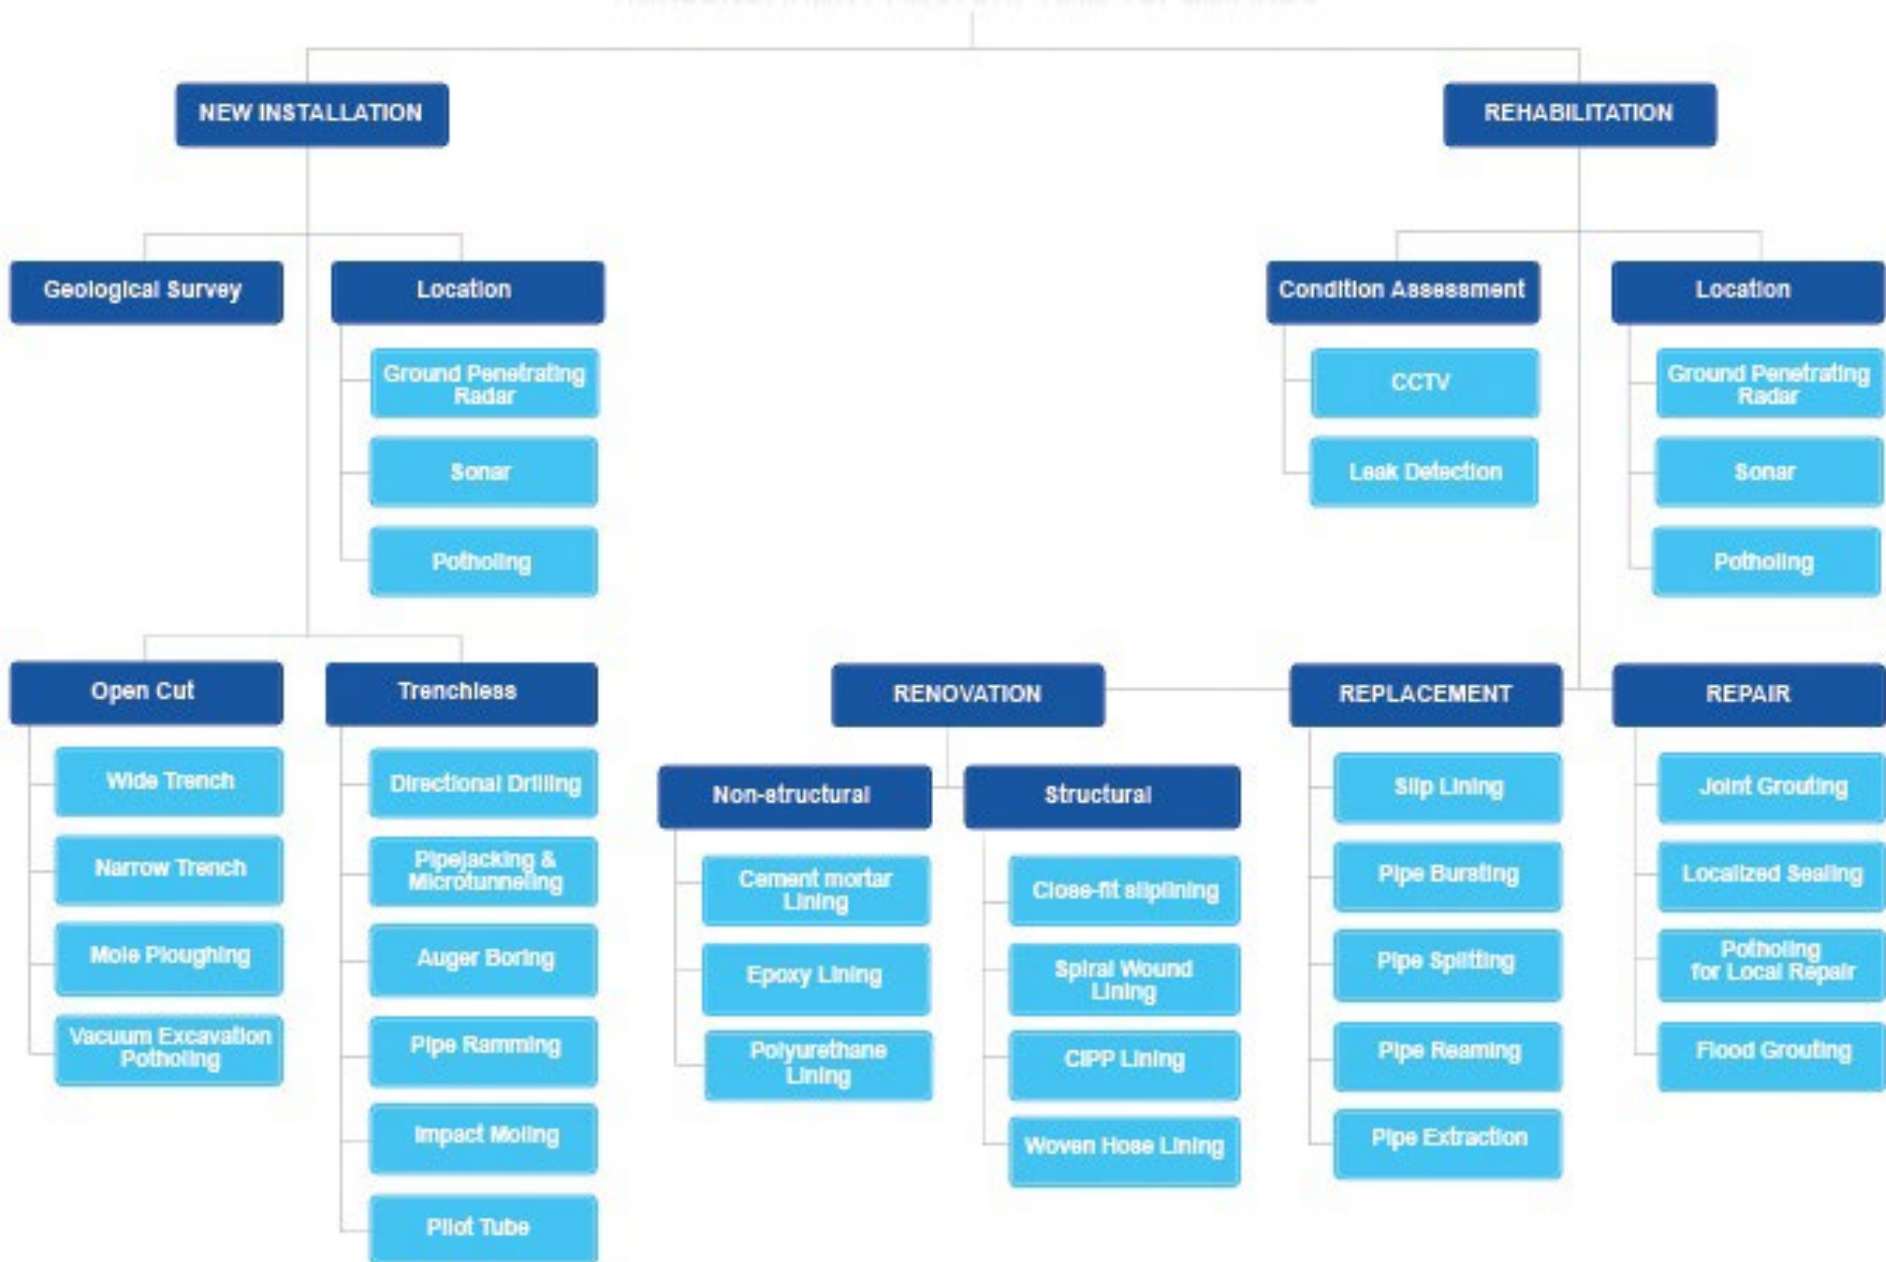 NEW INSTALLATION
REHABILITATION
Geological Survey
Location
Condition Assessment
Location
Ground Penetrating
Radar
Sonar
Potholing
CCTV
Leak Detection
Ground Penetrating
Radar
Sonar
Potholing
Open Cut
Trenchless
RENOVATION
REPLACEMENT
REPAIR
Wide Trench
Narrow Trench
Mole Ploughing
Vacuum Excavation
Potholing
Directional Drilling
Pipejacking &
Microtunneling
Auger Boring
Pipe Ramming
Impact Moling
Pilot Tube
Non-structural
Structural
Cement mortar
Lining
Epoxy Lining
Polyurethane
Lining
Close-fit sliplining
Spiral Wound
Lining
CIPP Lining
Woven Hose Lining
Slip Lining
Pipe Bursting
Pipe Splitting
Pipe Reaming
Pipe Extraction
Joint Grouting
Localized Sealing
Potholing
for Local Repair
Flood Grouting